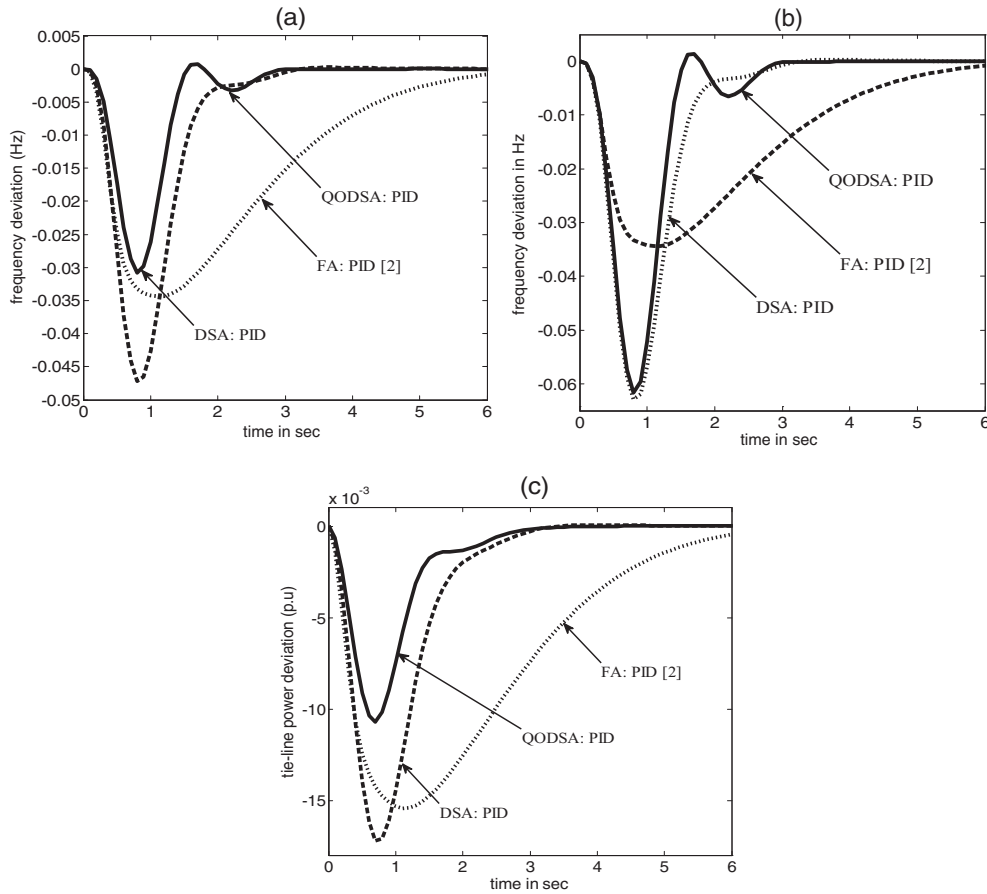 (a)
0.005
0
-0.005
-0.01
-0.015
-0.02
-0.025
-0.03
-0.035
-0.04
-0.045
-0.05
frequency deviation (Hz)
QODSA: PID
FA: PID [2]
DSA: PID
0 1 2 3 4 5 6
time in sec
(b)
0
-0.01
-0.02
-0.03
-0.04
-0.05
-0.06
frequency deviation in Hz
QODSA: PID
FA: PID [2]
DSA: PID
0 1 2 3 4 5 6
time in sec
(c)
x 10⁻³
0
-5
-10
-15
tie-line power deviation (p.u)
FA: PID [2]
QODSA: PID
DSA: PID
0 1 2 3 4 5 6
time in sec